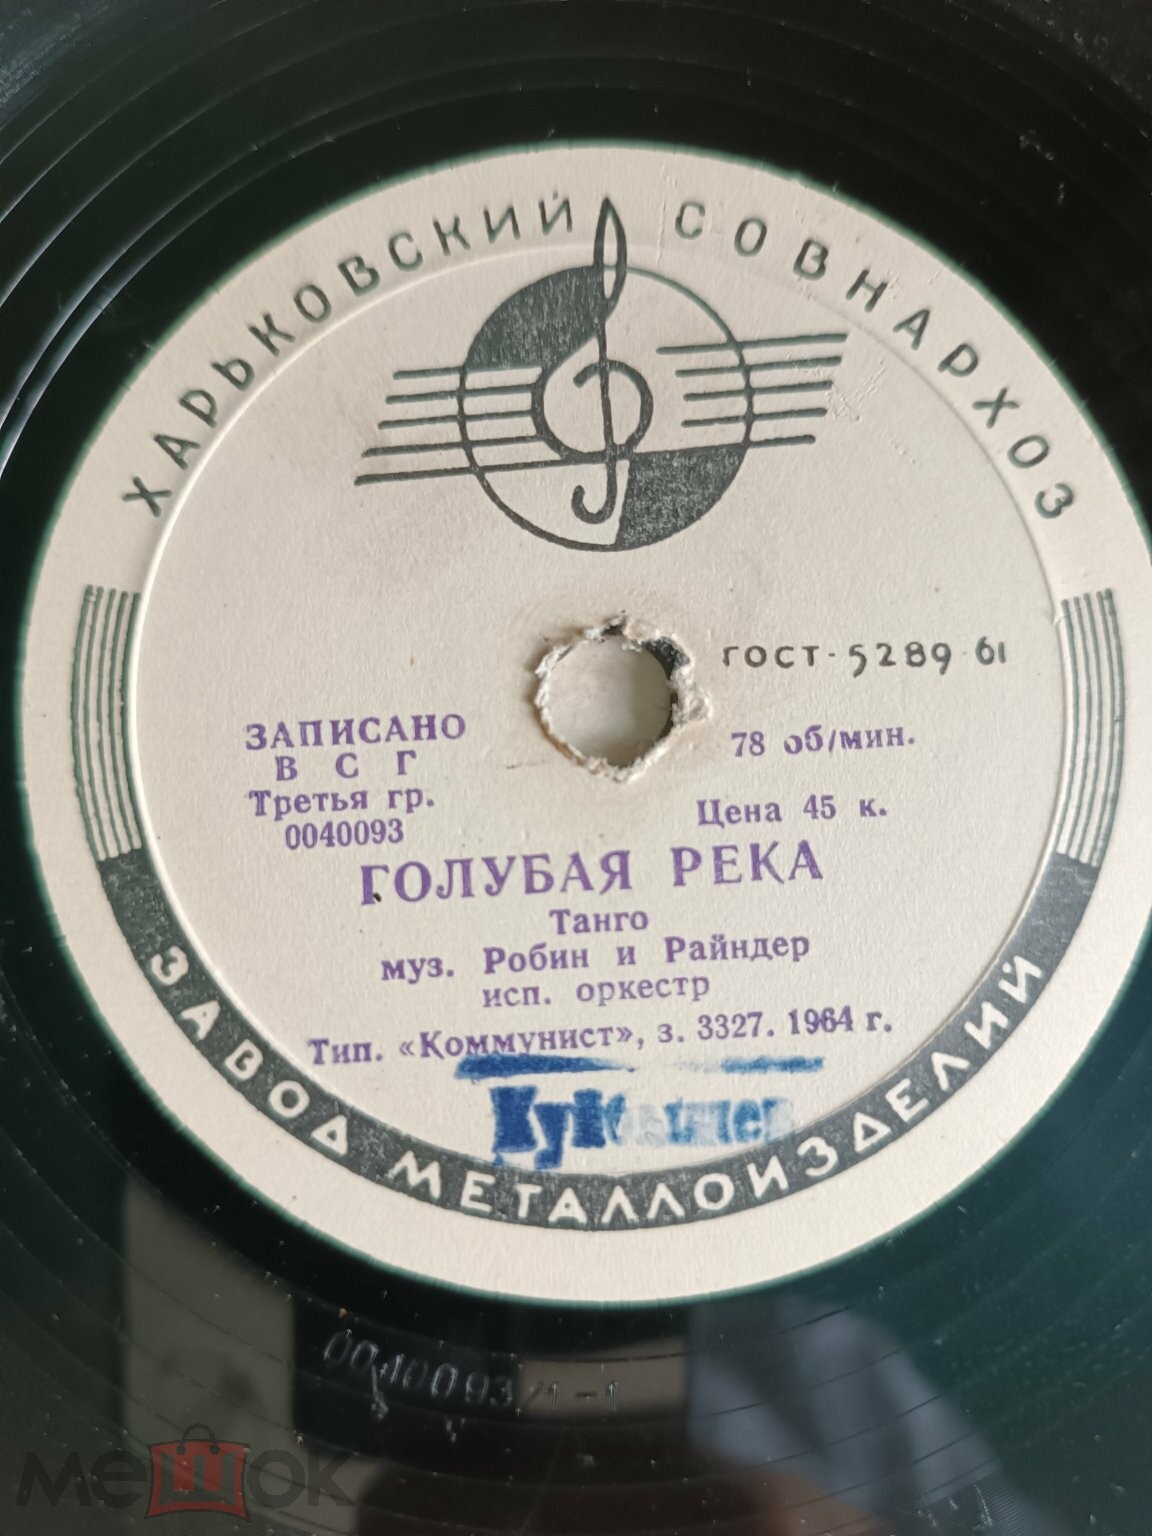 ХАРЬКОВСКИЙ СОВНАРХОЗ
ГОСТ-5289-61
ЗАПИСАНО
В С Г
Третья гр.
0040093
78 об/мин.
Цена 45 к.
ГОЛУБАЯ РЕКА
Танго
муз. Робин и Райндер
исп. оркестр
Тип. «Коммунист», з. 3327. 1964 г.
Куйбышев
ЗАВОД МЕТАЛЛОИЗДЕЛИЙ
мешок